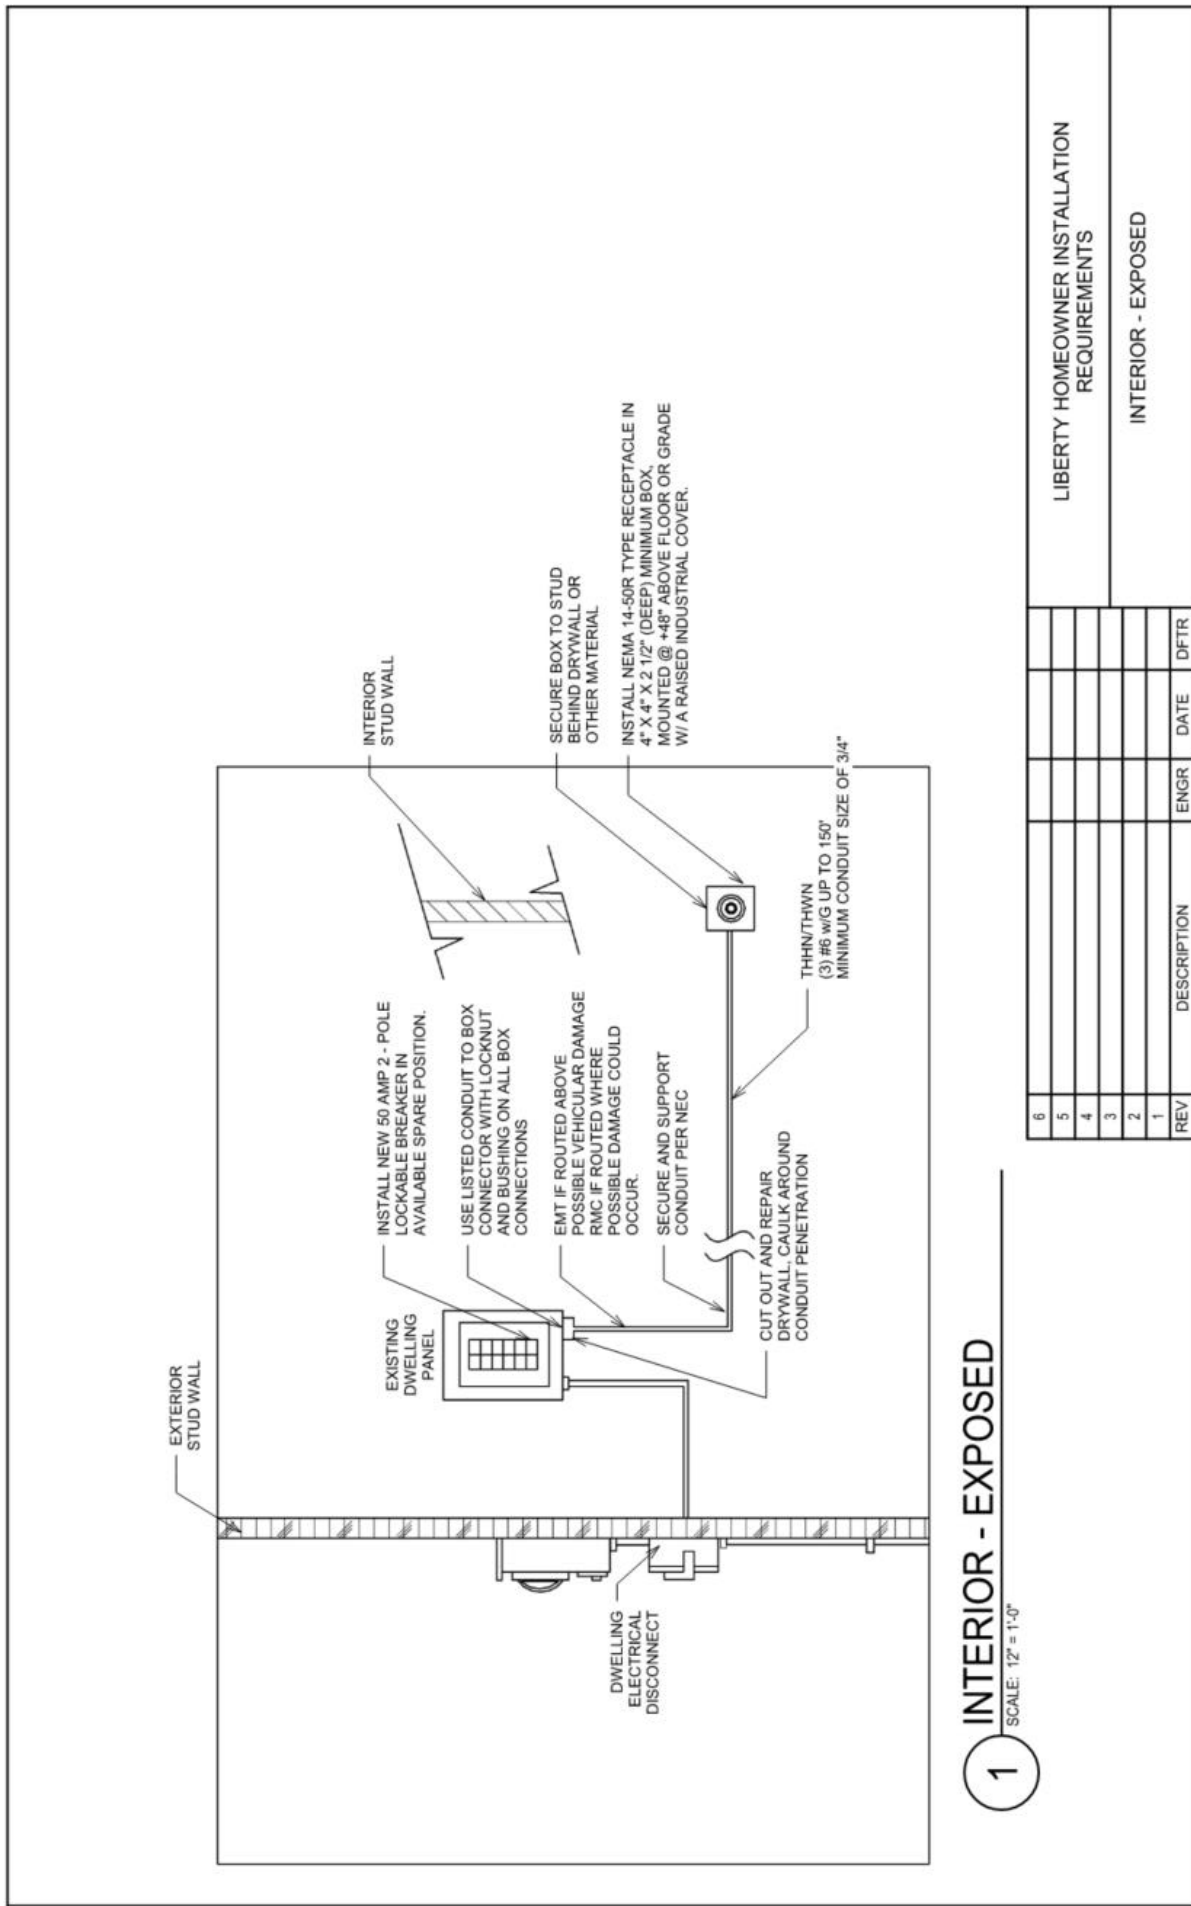 EXTERIOR
STUD WALL
EXISTING
DWELLING
PANEL
INSTALL NEW 50 AMP 2 - POLE
LOCKABLE BREAKER IN
AVAILABLE SPARE POSITION.
USE LISTED CONDUIT TO BOX
CONNECTOR WITH LOCKNUT
AND BUSHING ON ALL BOX
CONNECTIONS
EMT IF ROUTED ABOVE
POSSIBLE VEHICULAR DAMAGE
RMC IF ROUTED WHERE
POSSIBLE DAMAGE COULD
OCCUR.
SECURE AND SUPPORT
CONDUIT PER NEC
INTERIOR
STUD WALL
SECURE BOX TO STUD
BEHIND DRYWALL OR
OTHER MATERIAL
INSTALL NEMA 14-50R TYPE RECEPTACLE IN
4" X 4" X 2 1/2" (DEEP) MINIMUM BOX,
MOUNTED @ +48" ABOVE FLOOR OR GRADE
W/ A RAISED INDUSTRIAL COVER.
DWELLING
ELECTRICAL
DISCONNECT
CUT OUT AND REPAIR
DRYWALL, CAULK AROUND
CONDUIT PENETRATION
THHN/THWN
(3) #6 w/G UP TO 150'
MINIMUM CONDUIT SIZE OF 3/4"
1
INTERIOR - EXPOSED
SCALE: 12" = 1'-0"
6
5
4
3
2
1
REV DESCRIPTION ENGR DATE DFTR
LIBERTY HOMEOWNER INSTALLATION
REQUIREMENTS
INTERIOR - EXPOSED